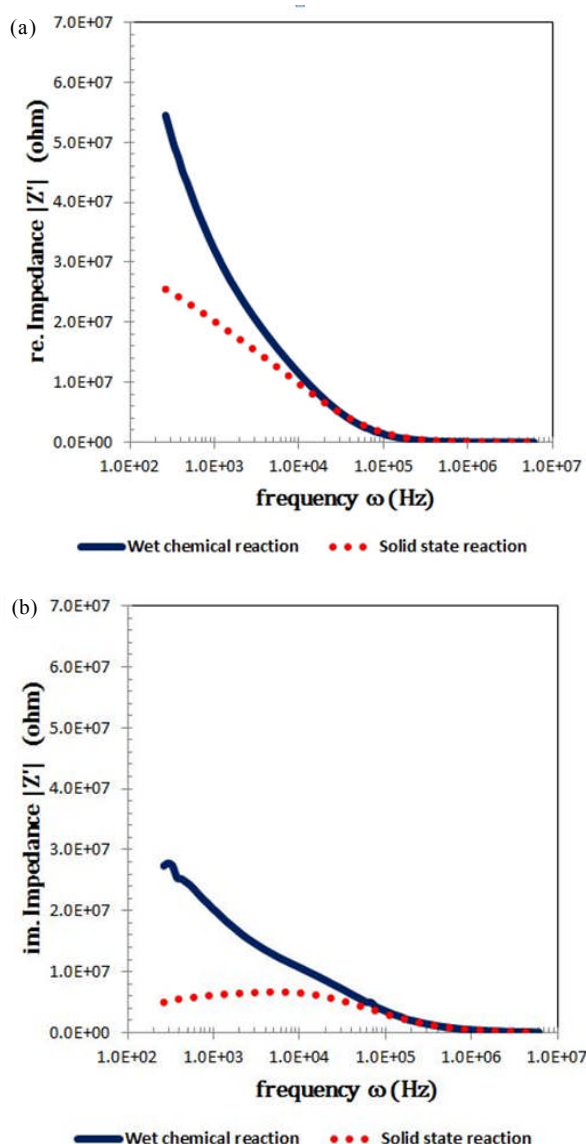 (a)
7.0E+07
6.0E+07
5.0E+07
4.0E+07
3.0E+07
2.0E+07
1.0E+07
0.0E+00
re. Impedance |Z'| (ohm)
1.0E+02 1.0E+03 1.0E+04 1.0E+05 1.0E+06 1.0E+07
frequency ω (Hz)
Wet chemical reaction Solid state reaction
(b)
7.0E+07
6.0E+07
5.0E+07
4.0E+07
3.0E+07
2.0E+07
1.0E+07
0.0E+00
im. Impedance |Z'| (ohm)
1.0E+02 1.0E+03 1.0E+04 1.0E+05 1.0E+06 1.0E+07
frequency ω (Hz)
Wet chemical reaction Solid state reaction